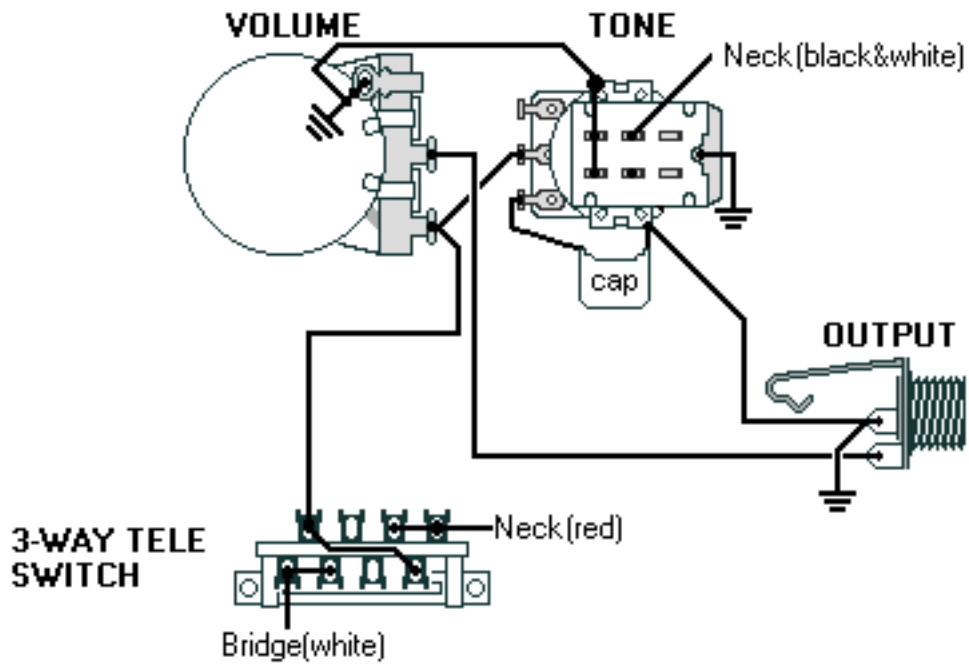 VOLUME
TONE
Neck(black&white)
cap
OUTPUT
3-WAY TELE
SWITCH
Neck(red)
Bridge(white)